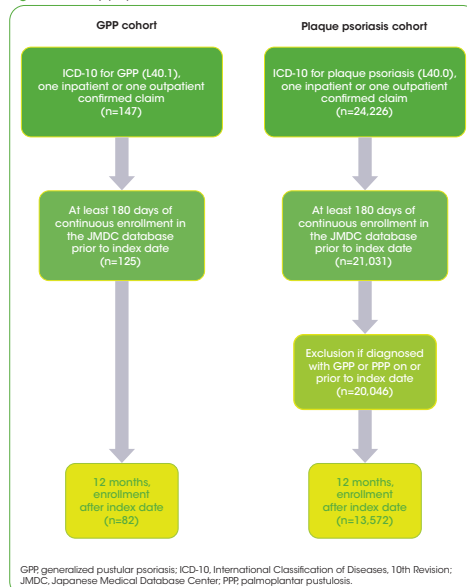 GPP cohort
ICD-10 for GPP (L40.1),
one inpatient or one outpatient
confirmed claim
(n=147)
At least 180 days of
continuous enrollment in
the JMDC database
prior to index date
(n=125)
12 months,
enrollment
after index date
(n=82)
Plaque psoriasis cohort
ICD-10 for plaque psoriasis (L40.0),
one inpatient or one outpatient
confirmed claim
(n=24,226)
At least 180 days of
continuous enrollment in
the JMDC database
prior to index date
(n=21,031)
Exclusion if diagnosed
with GPP or PPP on or
prior to index date
(n=20,046)
12 months,
enrollment
after index date
(n=13,572)
GPP, generalized pustular psoriasis; ICD-10, International Classification of Diseases, 10th Revision;
JMDC, Japanese Medical Database Center; PPP, palmoplantar pustulosis.